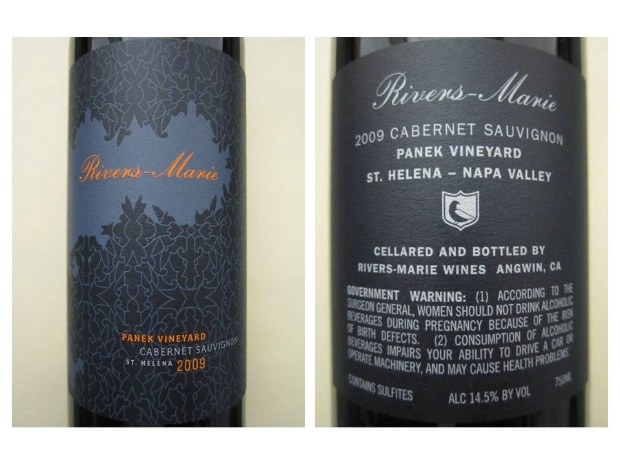 Rivers-Marie
PANEK VINEYARD
CABERNET SAUVIGNON
ST. HELENA 2009
Rivers-Marie
2009 CABERNET SAUVIGNON
PANEK VINEYARD
ST. HELENA – NAPA VALLEY
CELLARED AND BOTTLED BY
RIVERS-MARIE WINES ANGWIN, CA
GOVERNMENT WARNING: (1) ACCORDING TO THE
SURGEON GENERAL, WOMEN SHOULD NOT DRINK ALCOHOLIC
BEVERAGES DURING PREGNANCY BECAUSE OF THE RISK
OF BIRTH DEFECTS. (2) CONSUMPTION OF ALCOHOLIC
BEVERAGES IMPAIRS YOUR ABILITY TO DRIVE A CAR OR
OPERATE MACHINERY, AND MAY CAUSE HEALTH PROBLEMS.
CONTAINS SULFITES ALC 14.5% BY VOL 750ML